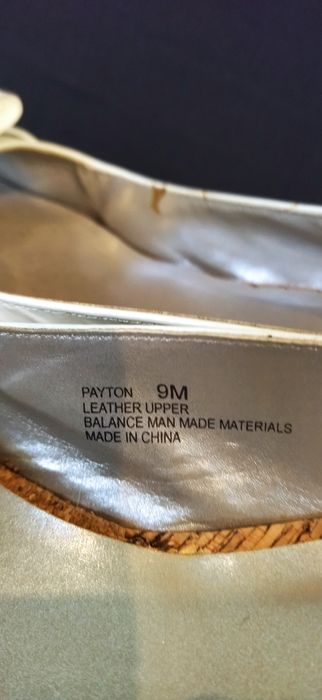 PAYTON 9M
LEATHER UPPER
BALANCE MAN MADE MATERIALS
MADE IN CHINA